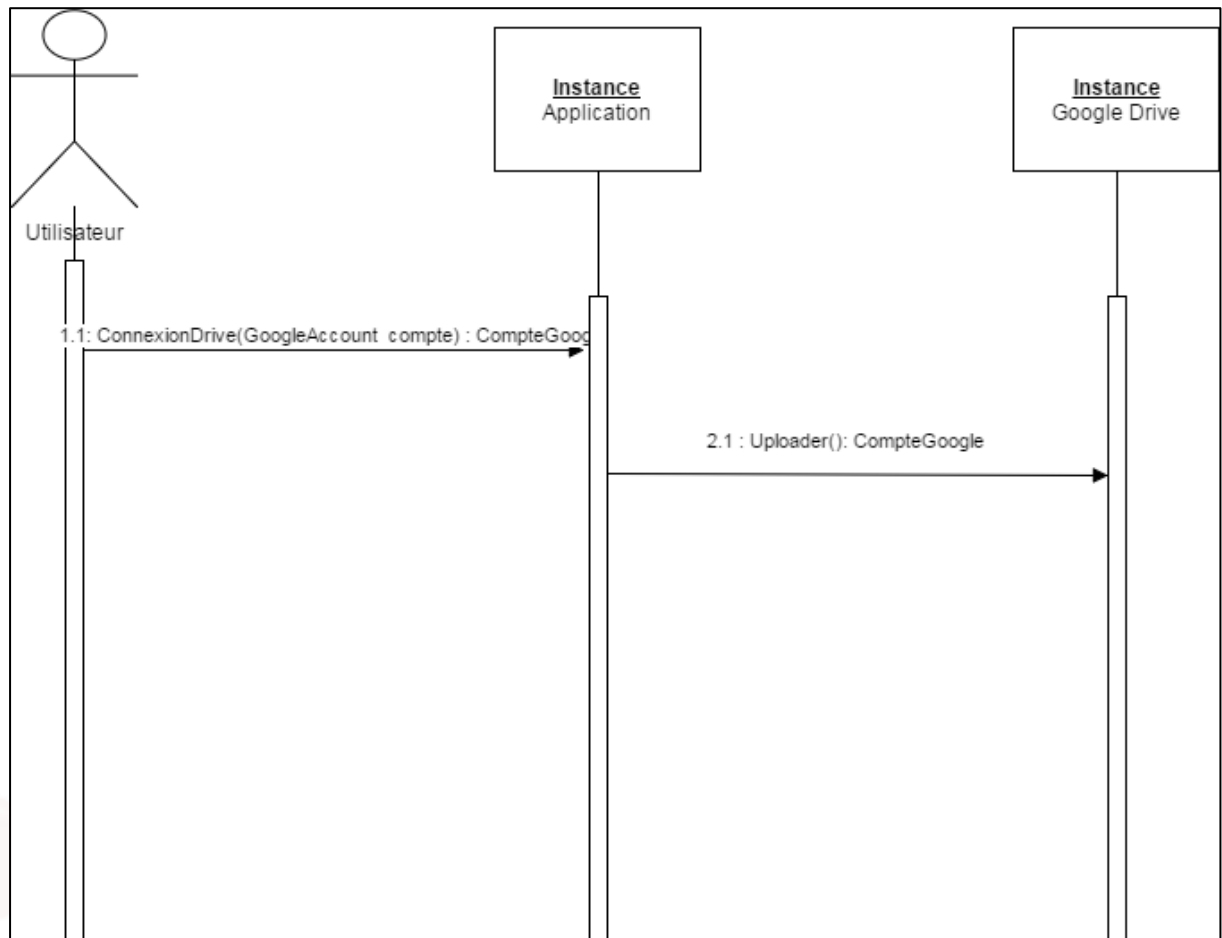 Instance
Application
Instance
Google Drive
Utilisateur
1.1: ConnexionDrive(GoogleAccount compte) : CompteGoog
2.1 : Uploader(): CompteGoogle